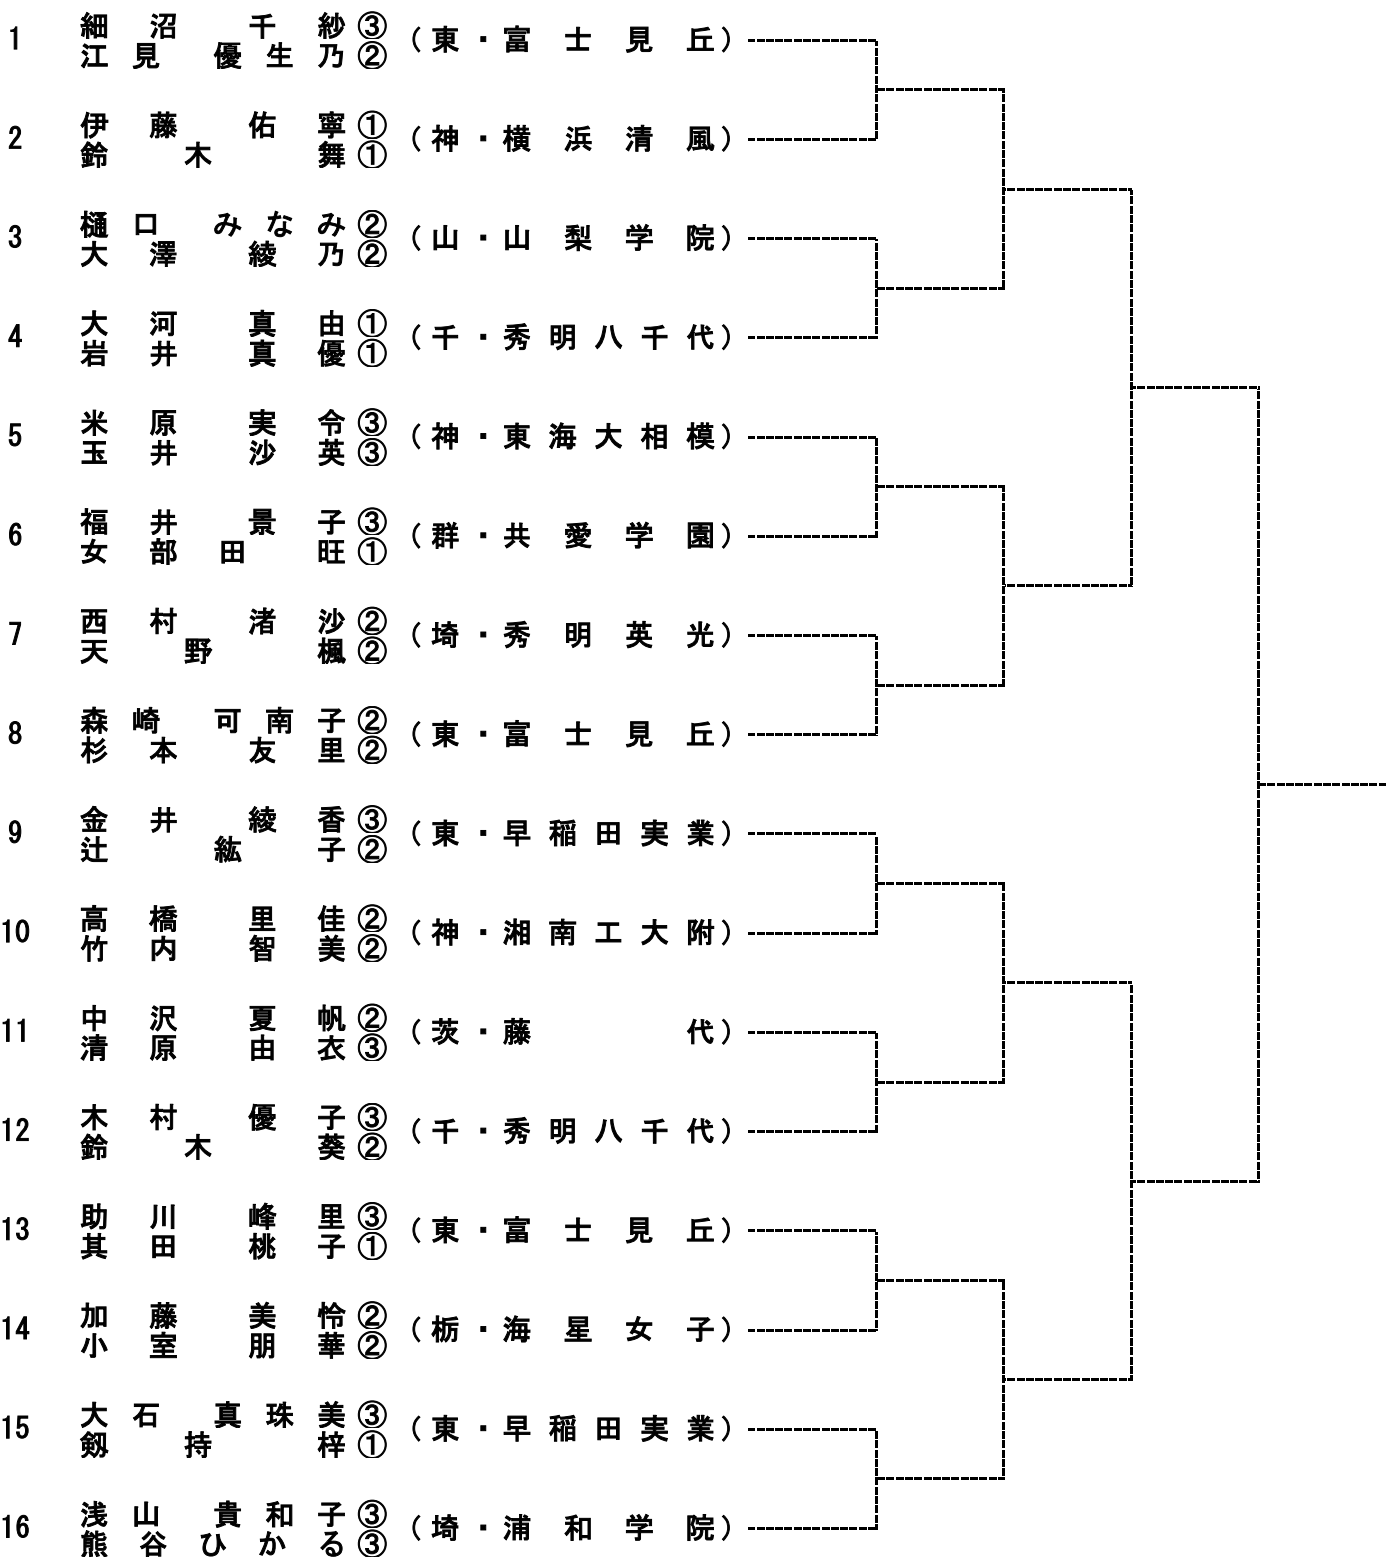 1 細沼千紗③ (東・富士見丘)
江見優生乃②
2 伊藤佑寧① (神・横浜清風)
鈴木舞①
3 樋口みなみ② (山・山梨学院)
大澤綾乃②
4 大河真由① (千・秀明八千代)
岩井真優①
5 米原実令③ (神・東海大相模)
玉井沙英③
6 福井景子③ (群・共愛学園)
女部田旺①
7 西村渚沙② (埼・秀明英光)
天野楓②
8 森崎可南子② (東・富士見丘)
杉本友里②
9 金井綾香③ (東・早稲田実業)
辻紘子②
10 高橋里佳② (神・湘南工大附)
竹内智美②
11 中沢夏帆② (茨・藤代)
清原由衣③
12 木村優子③ (千・秀明八千代)
鈴木葵②
13 助川峰里③ (東・富士見丘)
其田桃子①
14 加藤美怜② (栃・海星女子)
小室朋華②
15 大石真珠美③ (東・早稲田実業)
剱持梓①
16 浅山貴和子③ (埼・浦和学院)
熊谷ひかる③